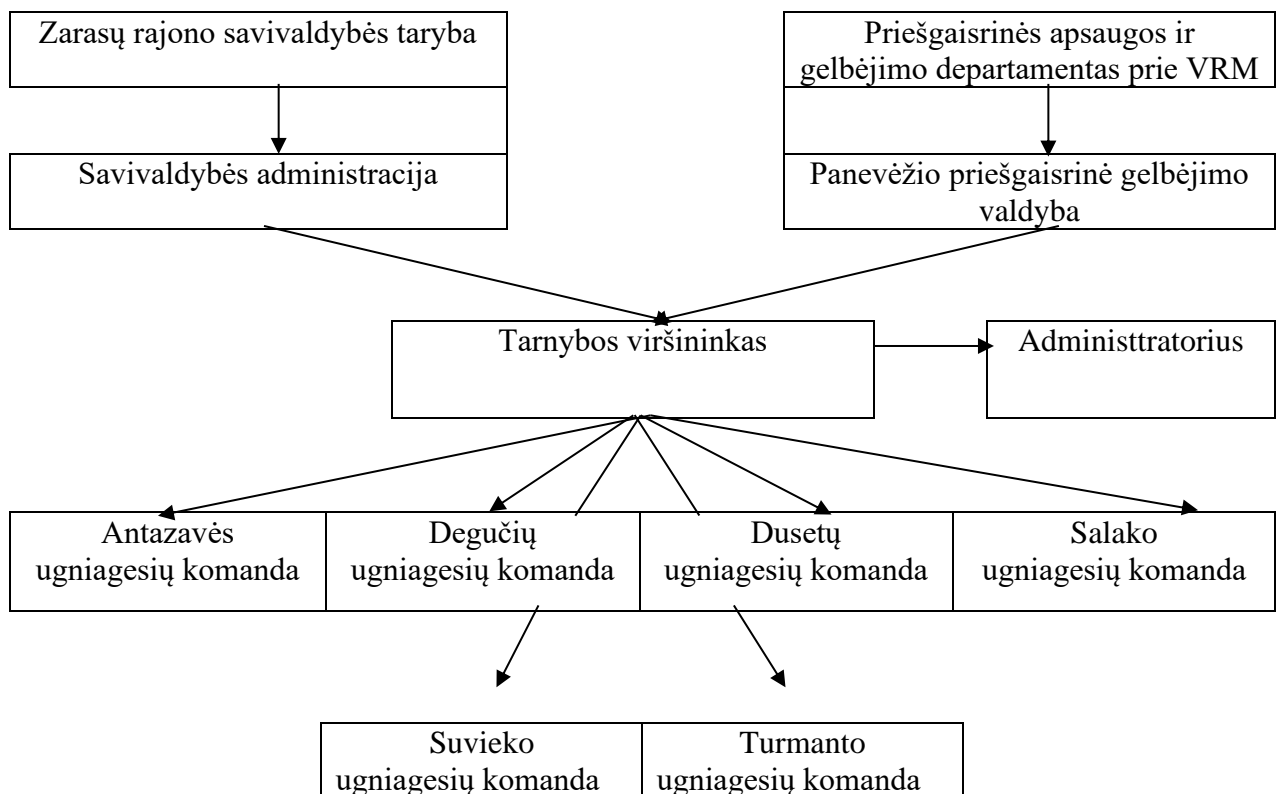 Zarasų rajono savivaldybės taryba
Priešgaisrinės apsaugos ir
gelbėjimo departamentas prie VRM
Savivaldybės administracija
Panevėžio priešgaisrinė gelbėjimo
valdyba
Tarnybos viršininkas
Administtratorius
Antazavės
ugniagesių komanda
Degučių
ugniagesių komanda
Dusetų
ugniagesių komanda
Salako
ugniagesių komanda
Suvieko
ugniagesių komanda
Turmanto
ugniagesių komanda